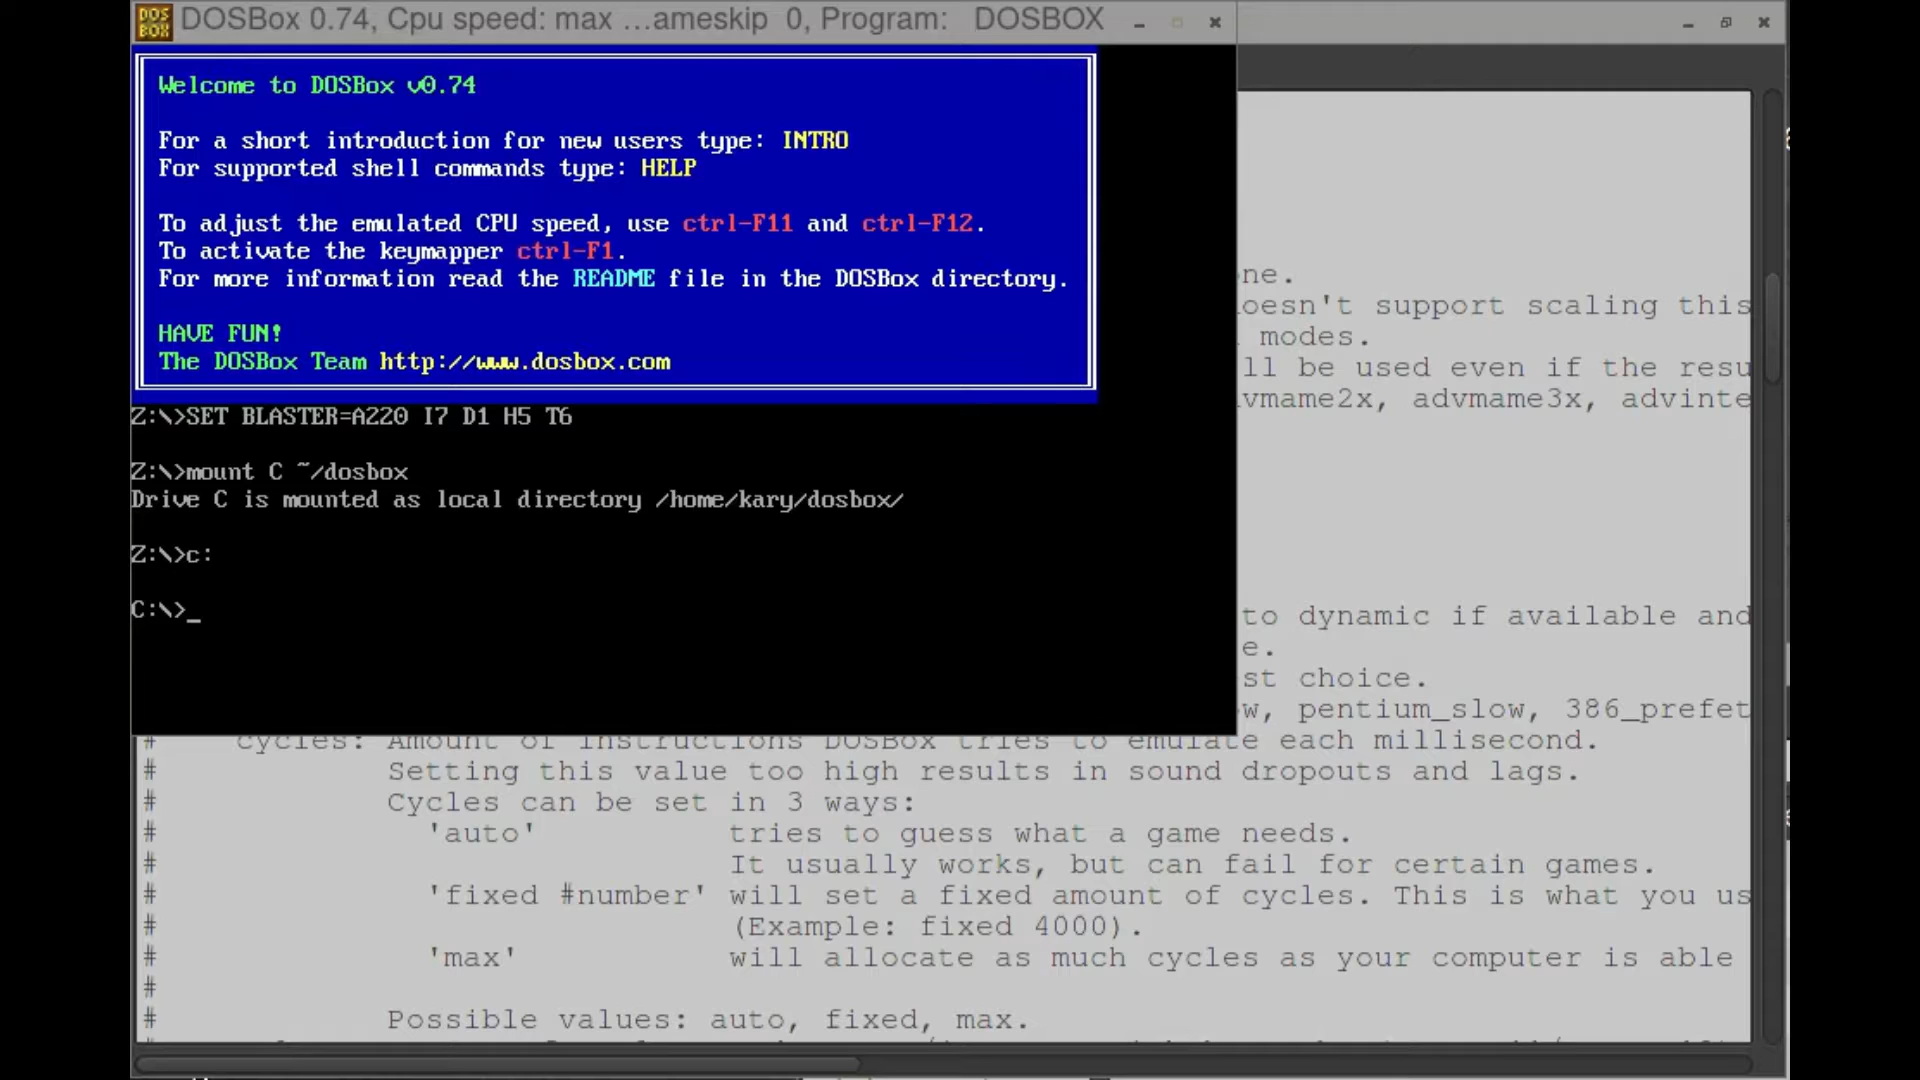 DOSBox 0.74, Cpu speed: max ...ameskip 0, Program: DOSBOX
Welcome to DOSBox v0.74
For a short introduction for new users type: INTRO
For supported shell commands type: HELP
To adjust the emulated CPU speed, use ctrl-F11 and ctrl-F12.
To activate the keymapper ctrl-F1.
For more information read the README file in the DOSBox directory.
HAVE FUN!
The DOSBox Team http://www.dosbox.com
Z:\>SET BLASTER=A220 I7 D1 H5 T6
Z:\>mount C ~/dosbox
Drive C is mounted as local directory /home/kary/dosbox/
Z:\>c:
C:\>_
ne.
oesn't support scaling this
modes.
ll be used even if the resu
vmame2x, advmame3x, advinte
to dynamic if available and
e.
st choice.
w, pentium_slow, 386_prefet
# cycles: Amount of instructions DOSBox tries to emulate each millisecond.
# Setting this value too high results in sound dropouts and lags.
# Cycles can be set in 3 ways:
# 'auto' tries to guess what a game needs.
# It usually works, but can fail for certain games.
# 'fixed #number' will set a fixed amount of cycles. This is what you us
# (Example: fixed 4000).
# 'max' will allocate as much cycles as your computer is able
#
# Possible values: auto, fixed, max.